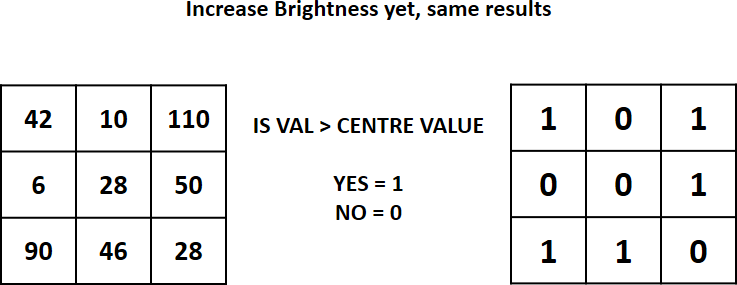 Increase Brightness yet, same results
42 10 110
6 28 50
90 46 28
IS VAL > CENTRE VALUE
YES = 1
NO = 0
1 0 1
0 0 1
1 1 0